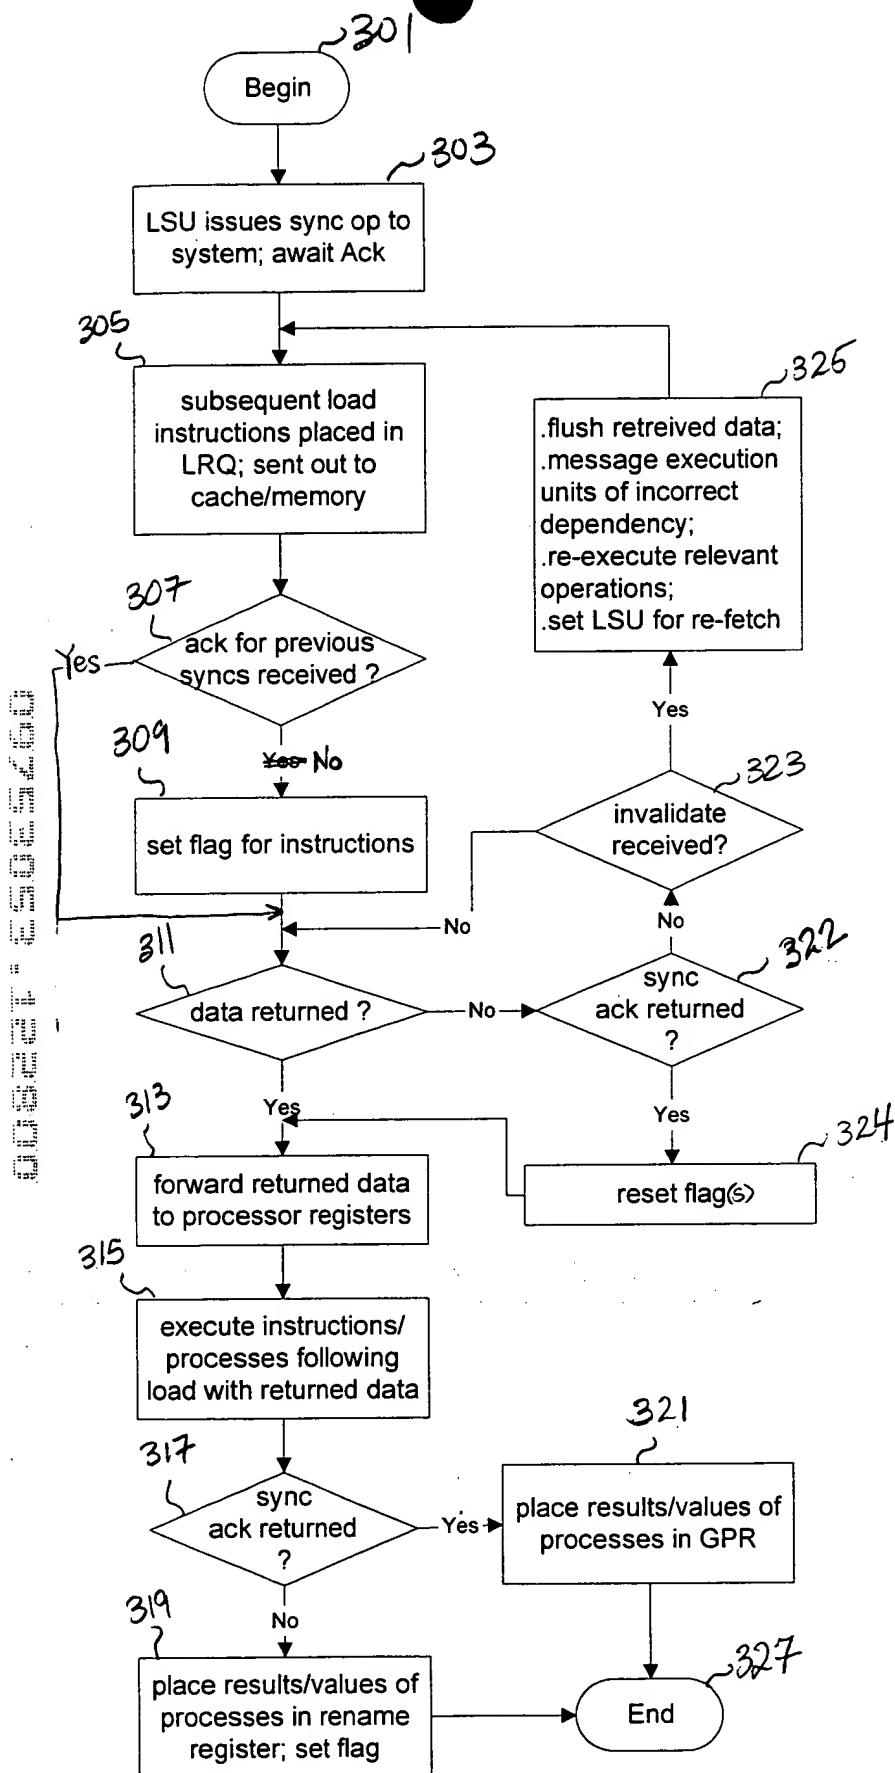 301
Begin
303
LSU issues sync op to
system; await Ack
305
subsequent load
instructions placed in
LRQ; sent out to
cache/memory
325
.flush retreived data;
.message execution
units of incorrect
dependency;
.re-execute relevant
operations;
.set LSU for re-fetch
307
ack for previous
syncs received ?
Yes
Yes No
309
set flag for instructions
Yes
323
invalidate
received?
No
No
311
data returned ?
No
322
sync
ack returned
?
Yes
Yes
313
forward returned data
to processor registers
324
reset flag(s)
315
execute instructions/
processes following
load with returned data
317
sync
ack returned
?
Yes
321
place results/values of
processes in GPR
No
319
place results/values of
processes in rename
register; set flag
327
End